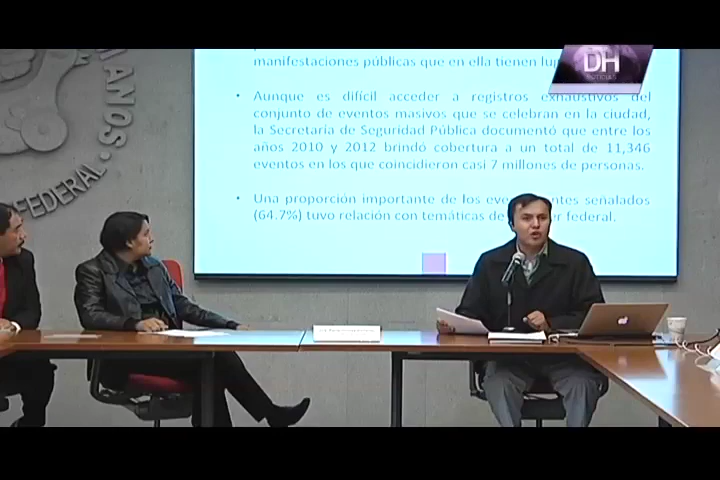 manifestaciones públicas que en ella tienen
DH
NOTICIAS
• Aunque es difícil acceder a registros exhaustivos del
conjunto de eventos masivos que se celebran en la ciudad,
la Secretaría de Seguridad Pública documentó que entre los
años 2010 y 2012 brindó cobertura a un total de 11,346
eventos en los que coincidieron casi 7 millones de personas.
• Una proporción importante de los señalados
(64.7%) tuvo relación con temáticas de federal.
FEDERAL